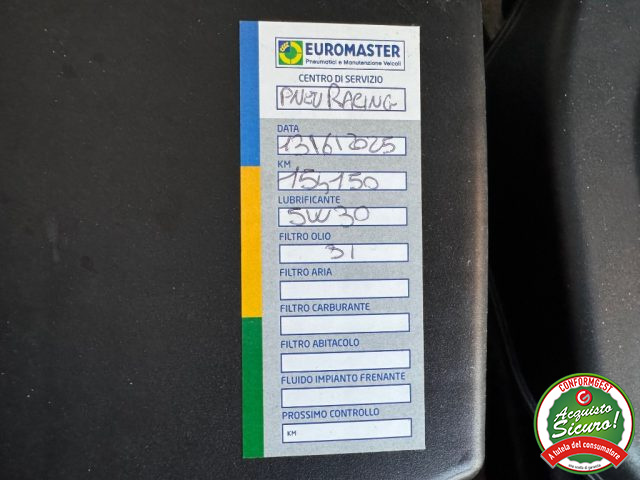 EUROMASTER
Pneumatici e Manutenzione Veicoli
CENTRO DI SERVIZIO
PNEU RACING
DATA
13/6/2025
KM
154150
LUBRIFICANTE
5W30
FILTRO OLIO
31
FILTRO ARIA
FILTRO CARBURANTE
FILTRO ABITACOLO
FLUIDO IMPIANTO FRENANTE
PROSSIMO CONTROLLO
KM
CONFORMGEST
Acquisto
Sicuro!
A tutela del consumatore